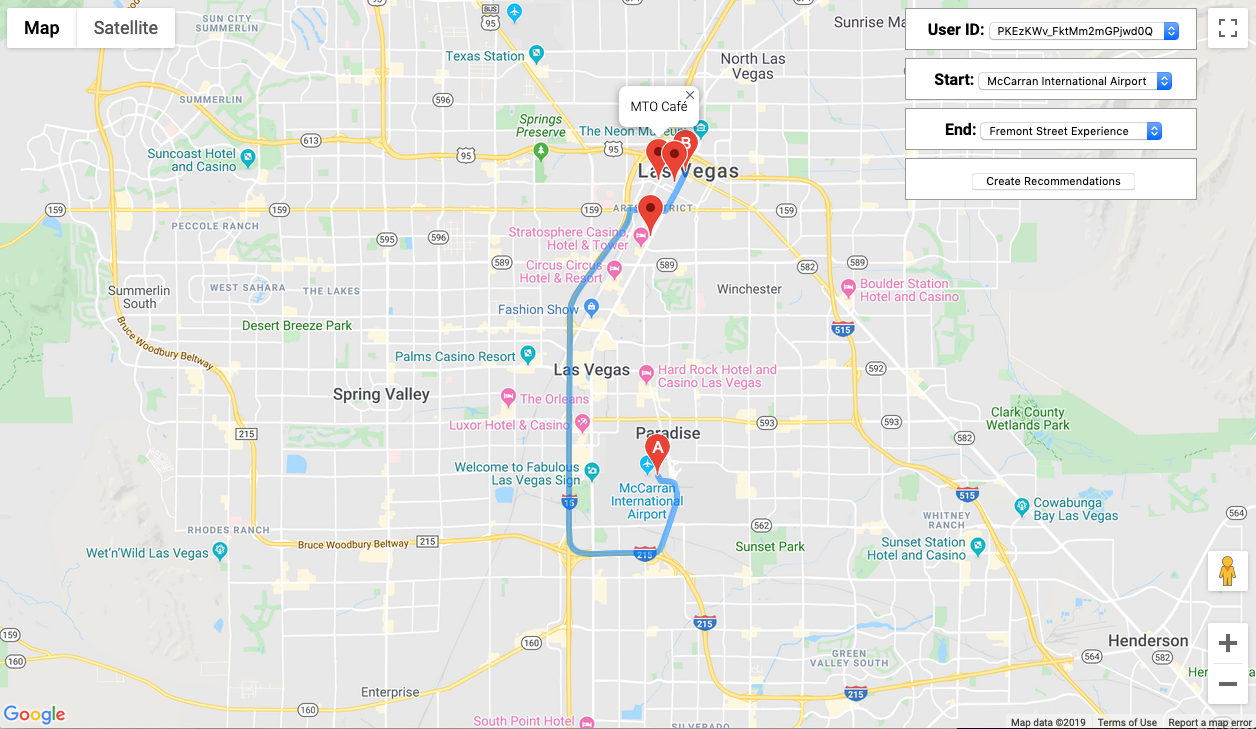 Map
Satellite
User ID: PKEzKWv_FktMm2mGPjwd0Q
Start: McCarran International Airport
End: Fremont Street Experience
Create Recommendations
SUN CITY
SUMMERLIN
BUS
95
Texas Station
North Las
Vegas
596
SUMMERLIN
MTO Café
Springs
Preserve
The Neon Museum
613
95
95
B
Suncoast Hotel
and Casino
Las Vegas
159
159
159
ARTS DISTRICT
159
PECCOLE RANCH
595
596
Stratosphere Casino,
Hotel & Tower
589
Circus Circus
Hotel & Resort
589
582
589
Summerlin
South
WEST SAHARA
THE LAKES
Winchester
Boulder Station
Hotel and Casino
Fashion Show
Desert Breeze Park
515
Bruce Woodbury Beltway
Palms Casino Resort
Las Vegas
Hard Rock Hotel and
Casino Las Vegas
592
Spring Valley
The Orleans
Luxor Hotel & Casino
593
593
Clark County
Wetlands Park
215
Paradise
582
A
Welcome to Fabulous
Las Vegas Sign
McCarran
International
Airport
15
515
Cowabunga
Bay Las Vegas
564
WHITNEY
RANCH
RHODES RANCH
562
Bruce Woodbury Beltway
215
Sunset Park
Sunset Station
Hotel and Casino
Wet'n'Wild Las Vegas
215
215
159
160
160
Henderson
564
582
GREEN
VALLEY SOUTH
Enterprise
215
160
Google
South Point Hotel
SILVERADO
Map data ©2019
Terms of Use
Report a map error